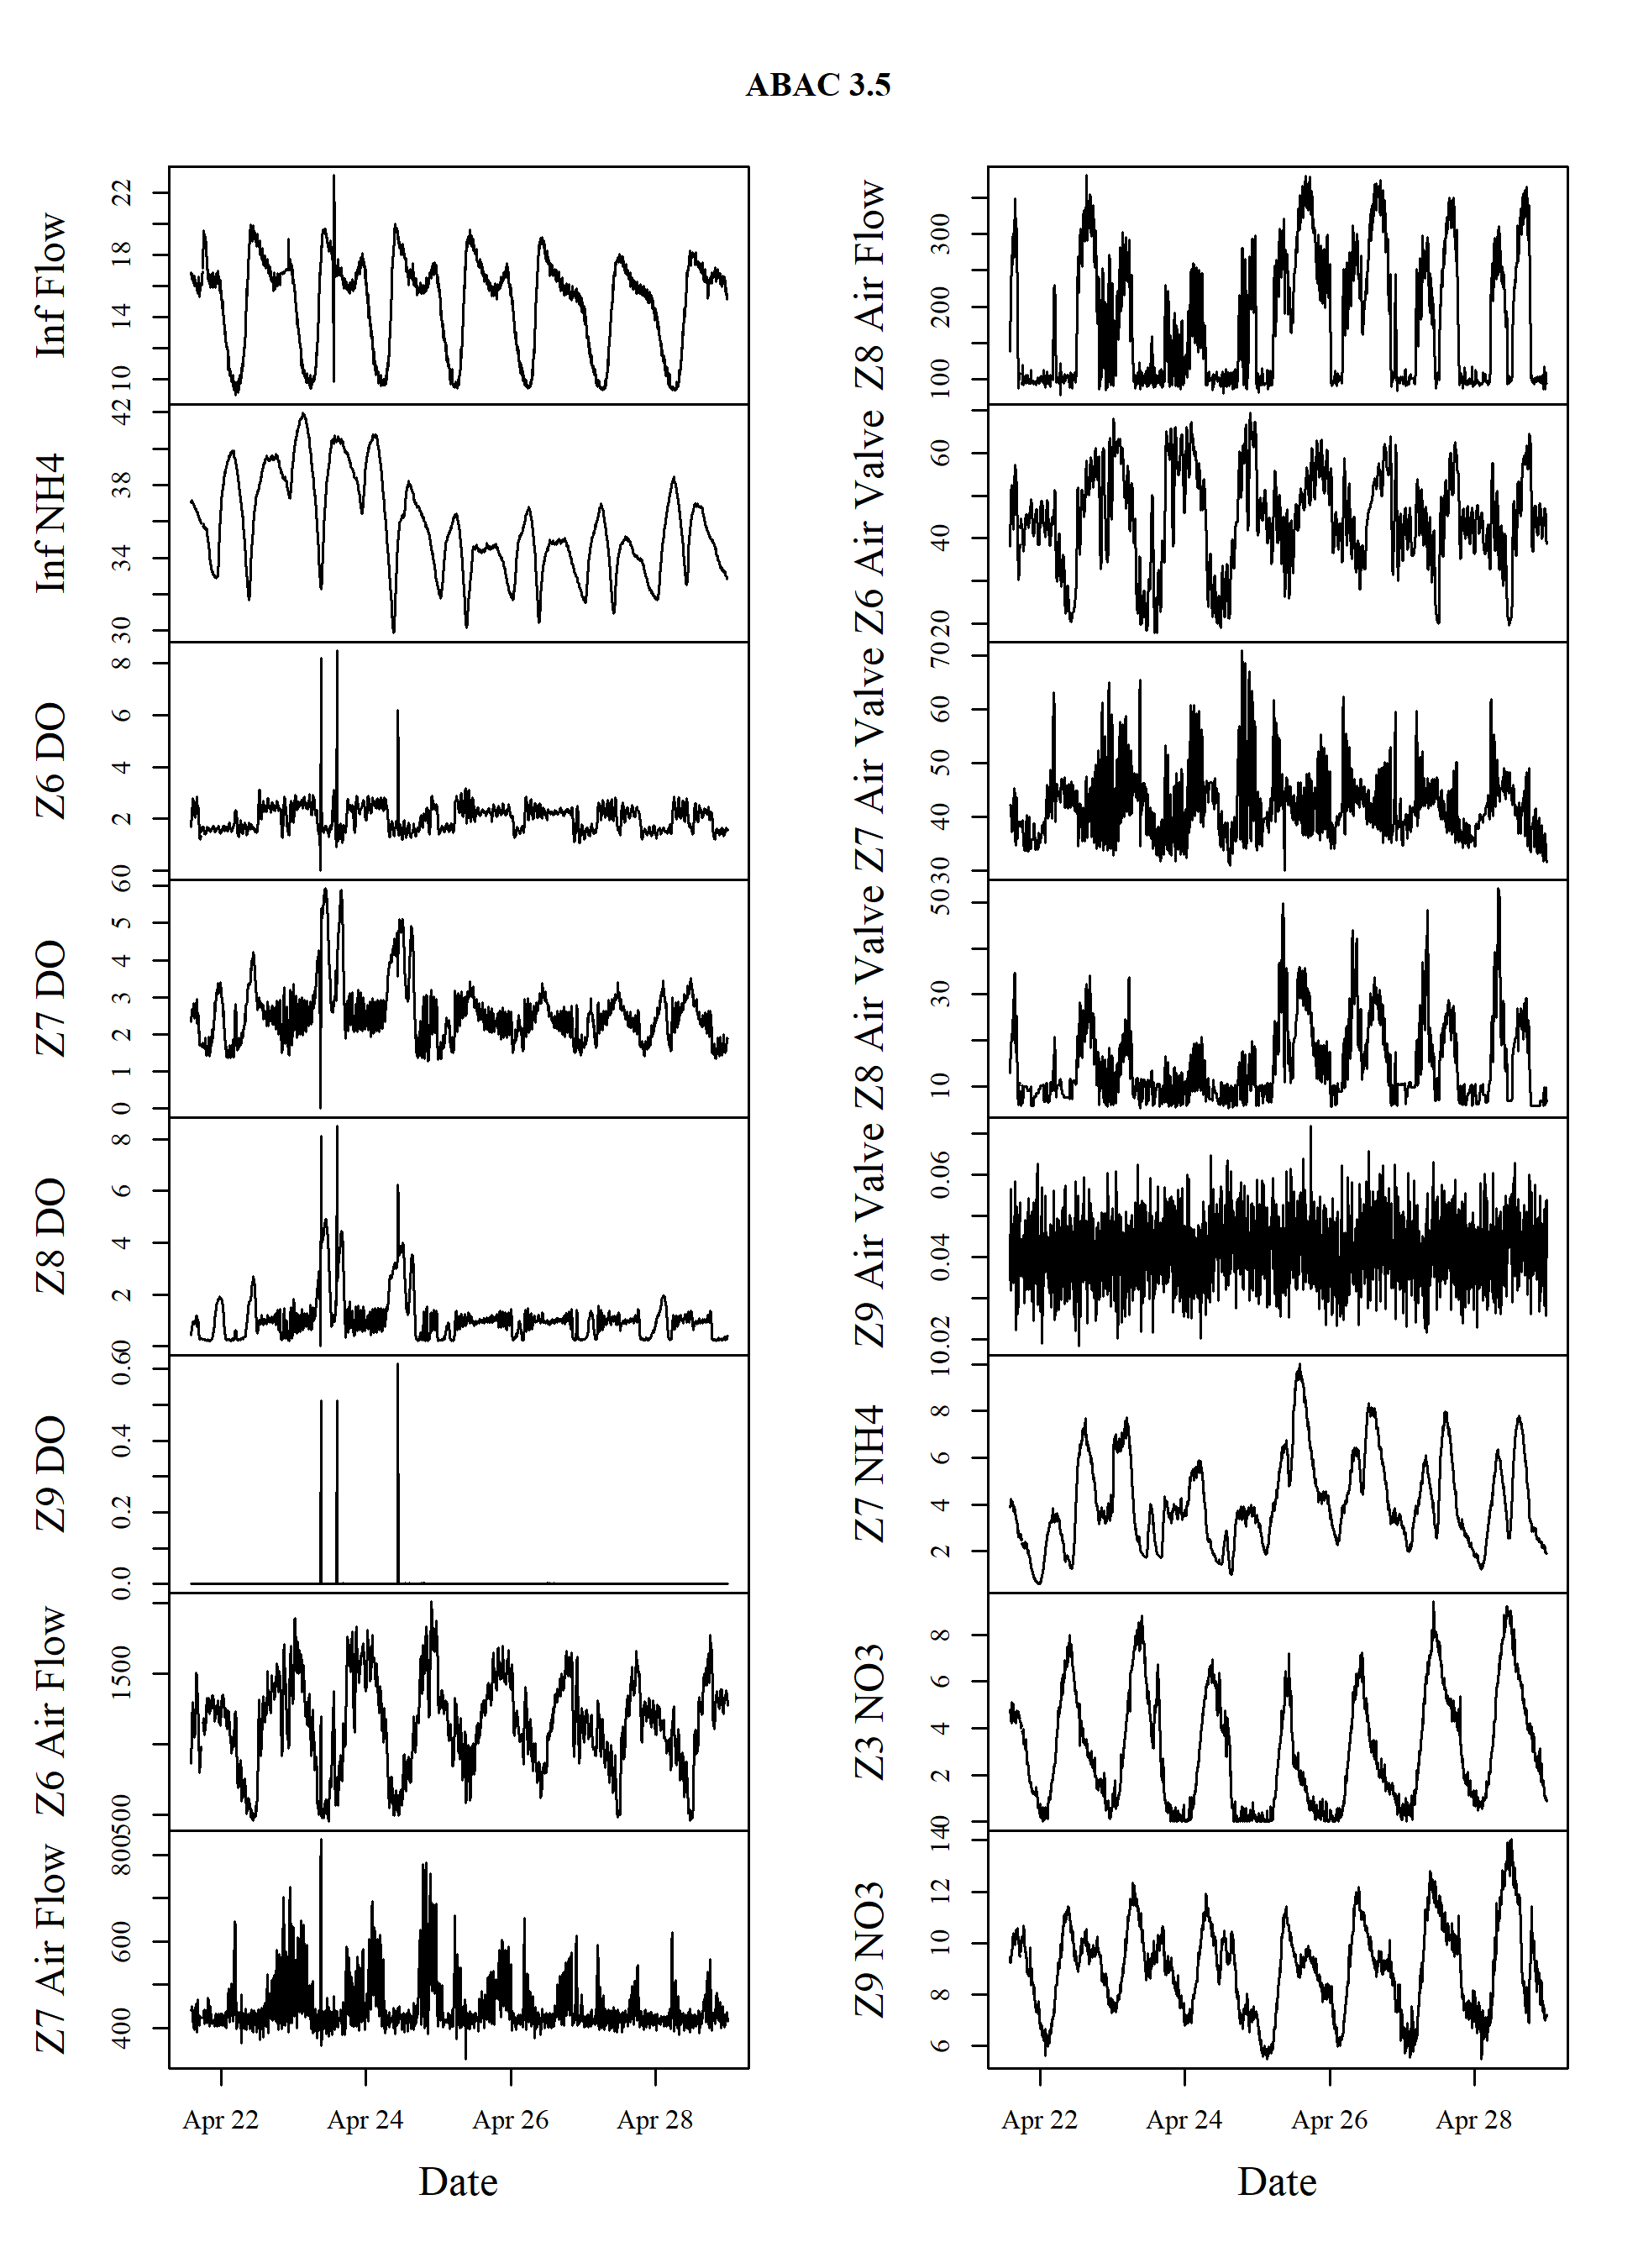 ABAC 3.5
Inf Flow
10
14
18
22
Inf NH4
30
34
38
42
Z6 DO
0
2
4
6
8
Z7 DO
0
1
2
3
4
5
6
Z8 DO
0
2
4
6
8
Z9 DO
0.0
0.2
0.4
0.6
Z6 Air Flow
500
1500
Z7 Air Flow
400
600
800
Apr 22
Apr 24
Apr 26
Apr 28
Date
Z8 Air Flow
100
200
300
Z6 Air Valve
20
40
60
Z7 Air Valve
30
40
50
60
70
Z8 Air Valve
10
30
50
Z9 Air Valve
0.02
0.04
0.06
Z7 NH4
2
4
6
8
10
Z3 NO3
0
2
4
6
8
Z9 NO3
6
8
10
12
14
Apr 22
Apr 24
Apr 26
Apr 28
Date